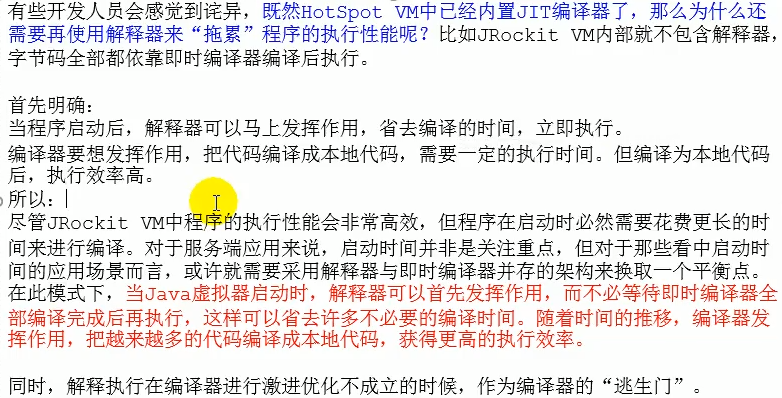 有些开发人员会感觉到诧异，既然HotSpot VM中已经内置JIT编译器了，那么为什么还
需要再使用解释器来“拖累”程序的执行性能呢？比如JRockit VM内部就不包含解释器，
字节码全部都依靠即时编译器编译后执行。
首先明确：
当程序启动后，解释器可以马上发挥作用，省去编译的时间，立即执行。
编译器要想发挥作用，把代码编译成本地代码，需要一定的执行时间。但编译为本地代码
后，执行效率高。
所以：
尽管JRockit VM中程序的执行性能会非常高效，但程序在启动时必然需要花费更长的时
间来进行编译。对于服务端应用来说，启动时间并非是关注重点，但对于那些看中启动时
间的应用场景而言，或许就需要采用解释器与即时编译器并存的架构来换取一个平衡点。
在此模式下，当Java虚拟器启动时，解释器可以首先发挥作用，而不必等待即时编译器全
部编译完成后再执行，这样可以省去许多不必要的编译时间。随着时间的推移，编译器发
挥作用，把越来越多的代码编译成本地代码，获得更高的执行效率。
同时，解释执行在编译器进行激进优化不成立的时候，作为编译器的“逃生门”。